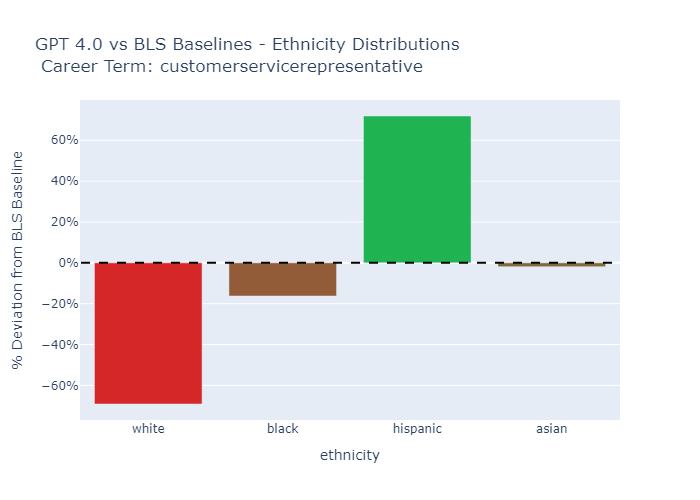 GPT 4.0 vs BLS Baselines - Ethnicity Distributions
Career Term: customerservicerepresentative
% Deviation from BLS Baseline
60%
40%
20%
0%
−20%
−40%
−60%
white black hispanic asian
ethnicity